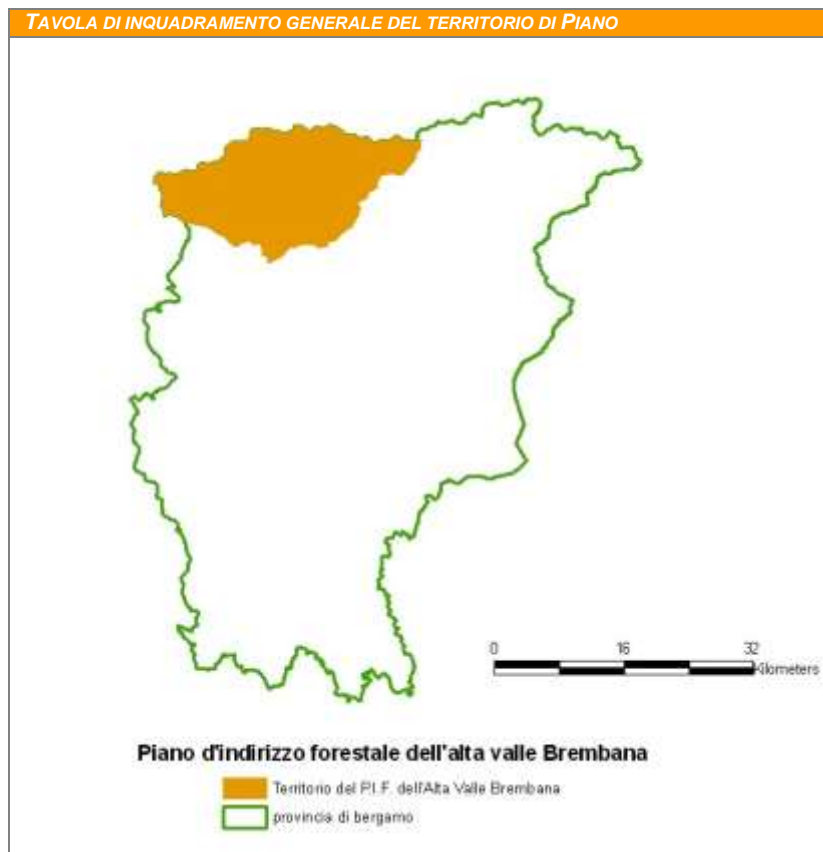 TAVOLA DI INQUADRAMENTO GENERALE DEL TERRITORIO DI PIANO
0 16 32
Kilometers
Piano d'indirizzo forestale dell'alta valle Brembana
Territorio del P.I.F. dell'Alta Valle Brembana
provincia di bergamo